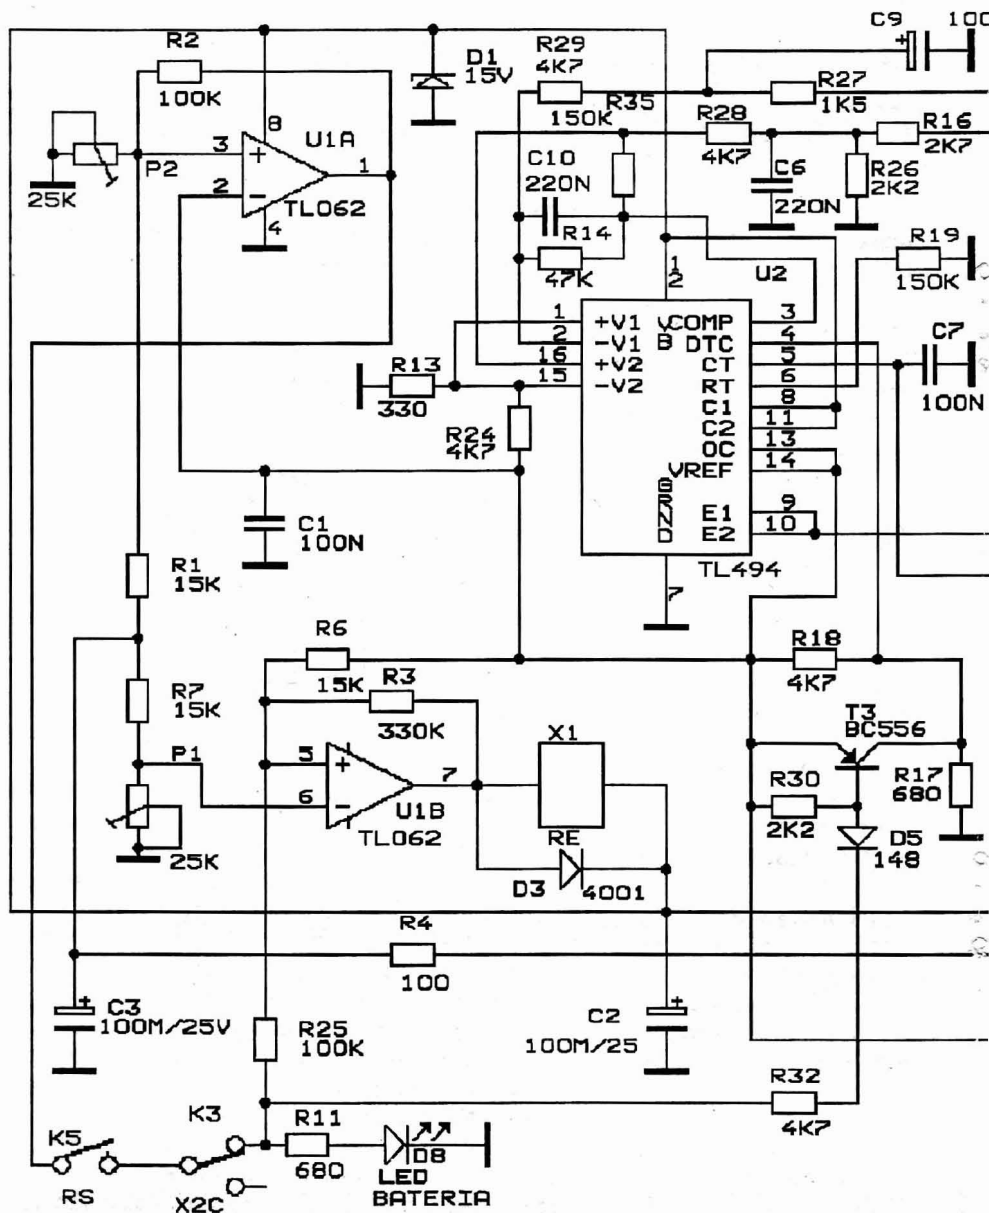 C9
+
100
R2
100K
D1
15V
R29
4K7
R27
1K5
R35
150K
R28
4K7
R16
2K7
P2
25K
3
+
8
U1A
1
2
-
4
TL062
C10
220N
C6
220N
R26
2K2
R14
47K
R19
150K
1
2
U2
1
+V1
VB
COMP
3
2
-V1
DTC
4
16
+V2
CT
5
15
-V2
RT
6
C1
8
C2
11
OC
13
VREF
14
GRND
E1
9
E2
10
TL494
7
C7
100N
R13
330
R24
4K7
C1
100N
R1
15K
R6
15K
R18
4K7
R7
15K
R3
330K
T3
BC556
P1
25K
5
+
6
-
7
U1B
TL062
X1
RE
R30
2K2
R17
680
D5
148
D3
4001
R4
100
C3
+
100M/25V
R25
100K
C2
+
100M/25
R32
4K7
K3
K5
R11
680
D8
LED
BATERIA
RS
X2C